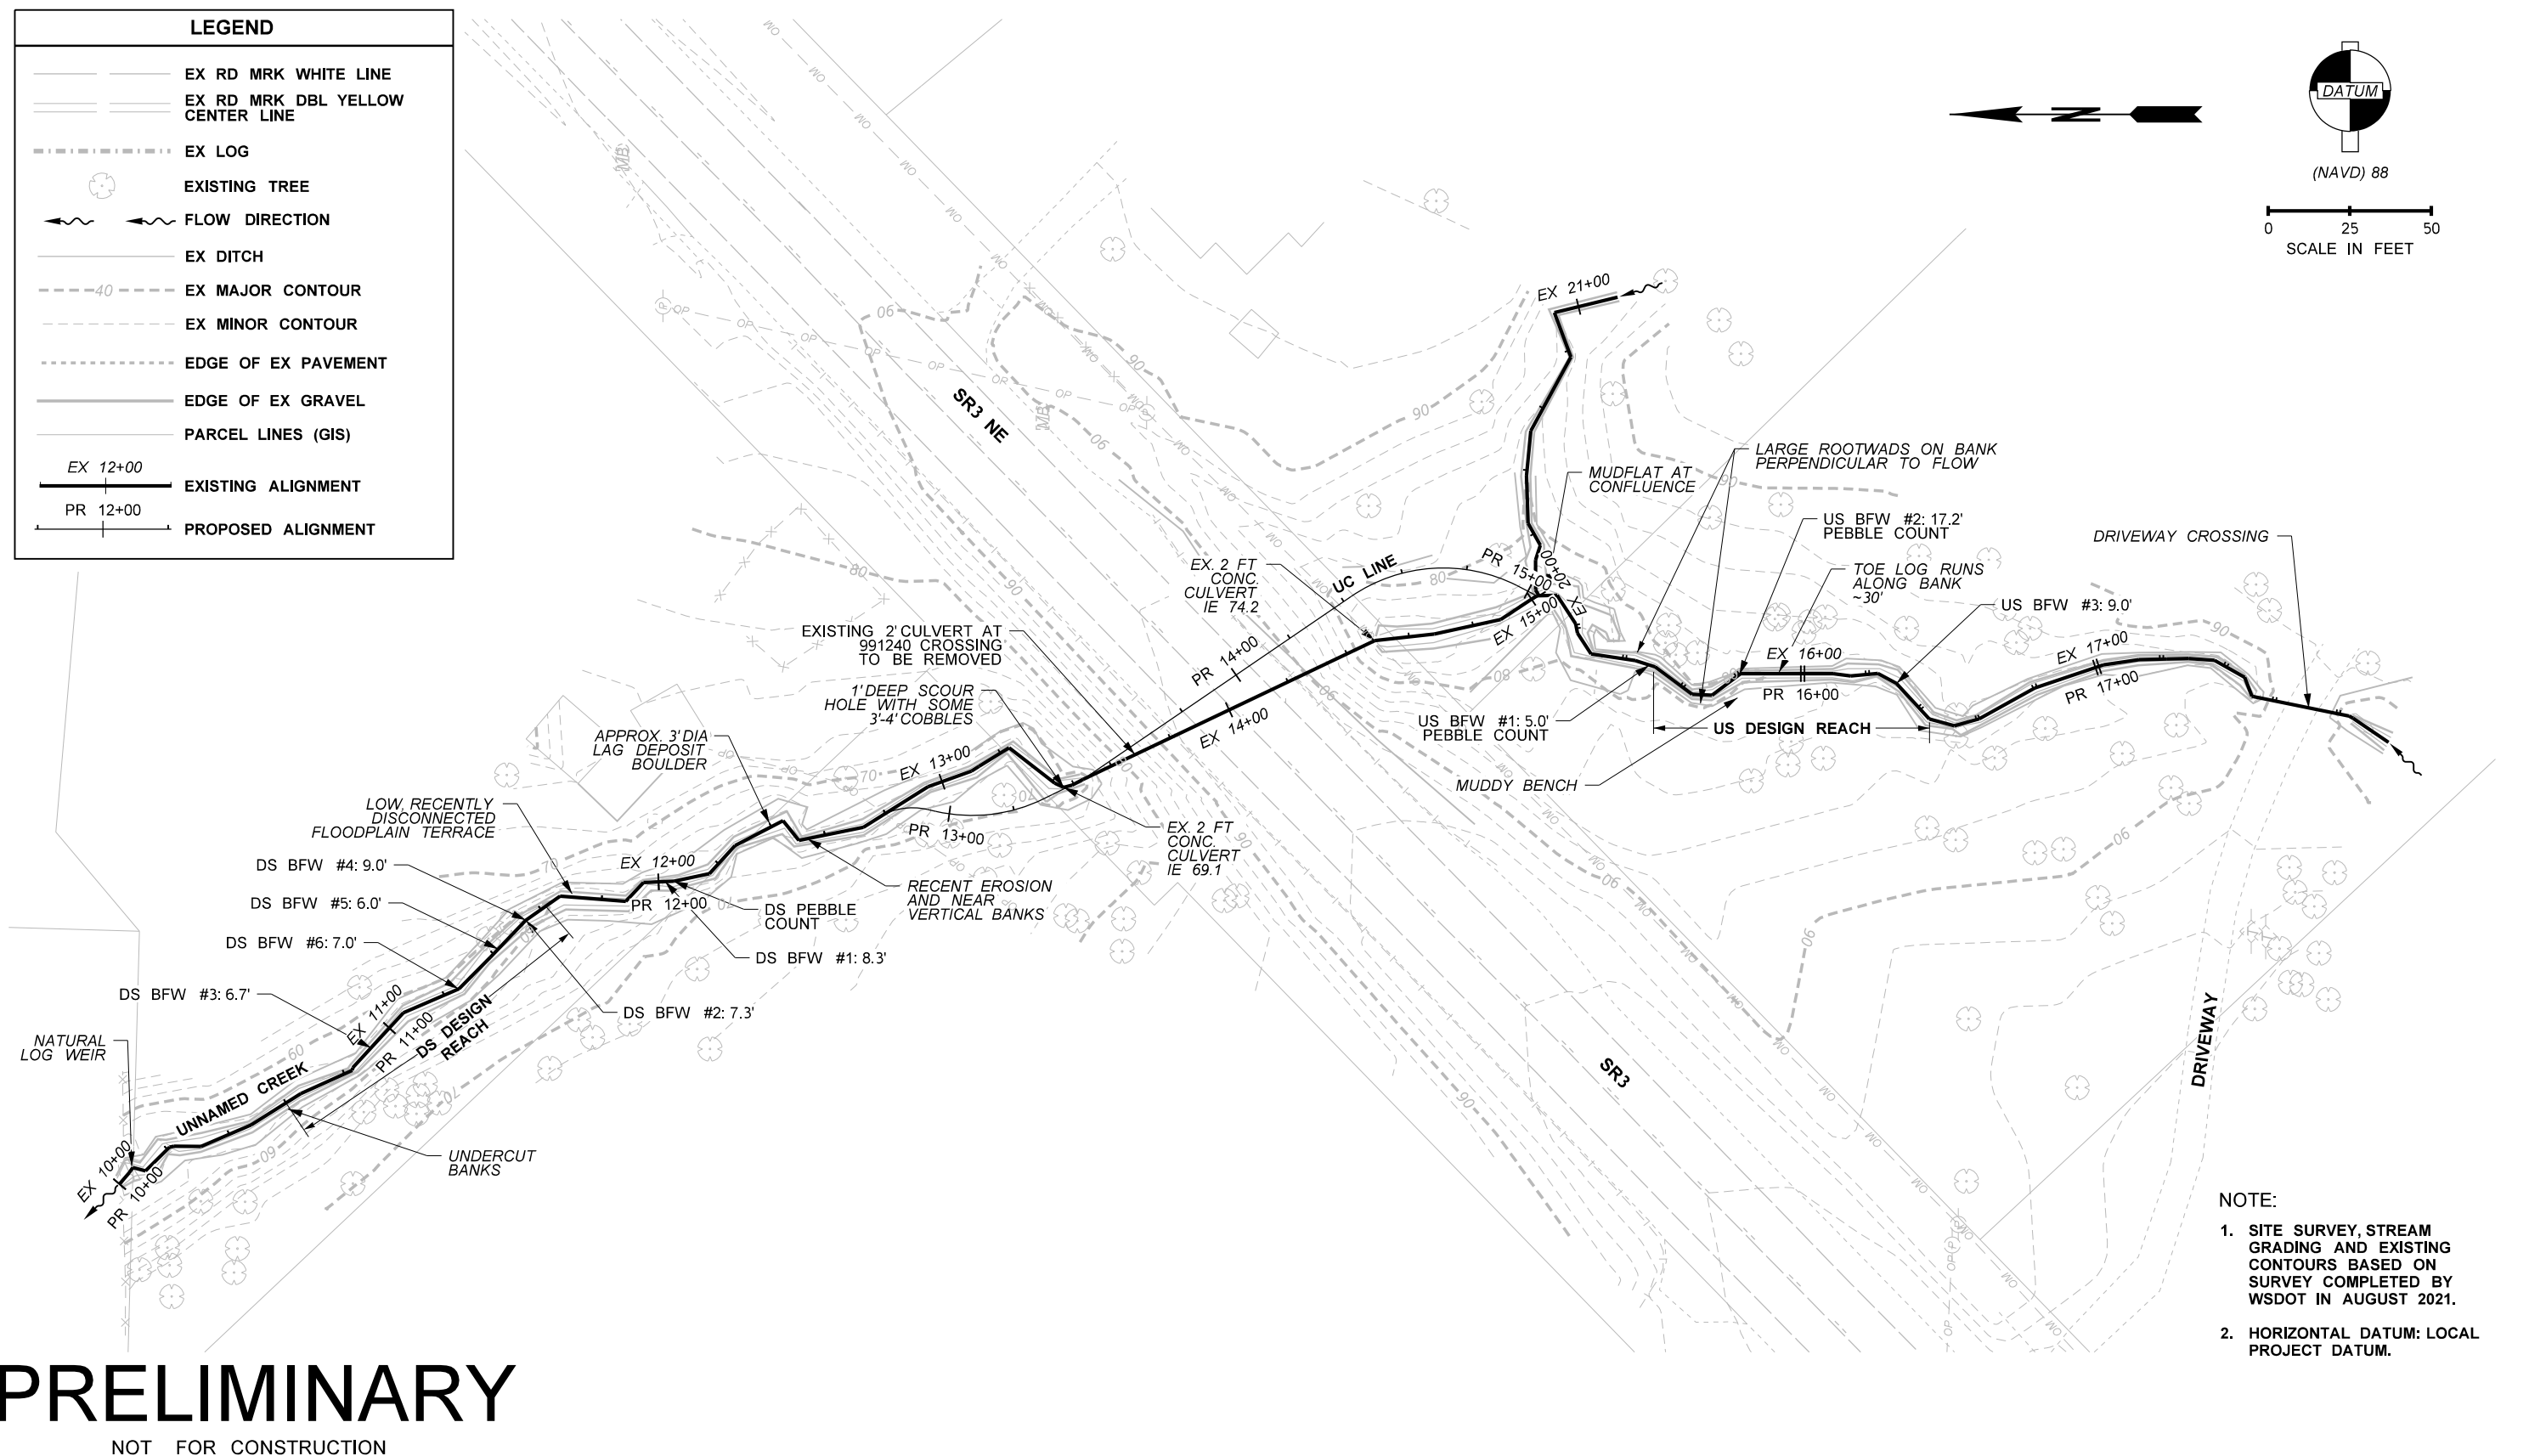 LEGEND
EX RD MRK WHITE LINE
EX RD MRK DBL YELLOW
CENTER LINE
EX LOG
EXISTING TREE
FLOW DIRECTION
EX DITCH
40
EX MAJOR CONTOUR
EX MINOR CONTOUR
EDGE OF EX PAVEMENT
EDGE OF EX GRAVEL
PARCEL LINES (GIS)
EX 12+00
EXISTING ALIGNMENT
PR 12+00
PROPOSED ALIGNMENT
N
DATUM
(NAVD) 88
0 25 50
SCALE IN FEET
EX 21+00
SR3 NE
LARGE ROOTWADS ON BANK
PERPENDICULAR TO FLOW
MUDFLAT AT
CONFLUENCE
US BFW #2: 17.2'
PEBBLE COUNT
DRIVEWAY CROSSING
TOE LOG RUNS
ALONG BANK
~30'
US BFW #3: 9.0'
EX. 2 FT
CONC.
CULVERT
IE 74.2
UC LINE
PR 15+00
EX 20+00
EX 15+00
EXISTING 2' CULVERT AT
991240 CROSSING
TO BE REMOVED
PR 14+00
EX 14+00
EX 16+00
PR 16+00
EX 17+00
PR 17+00
1' DEEP SCOUR
HOLE WITH SOME
3'-4' COBBLES
US BFW #1: 5.0'
PEBBLE COUNT
US DESIGN REACH
MUDDY BENCH
APPROX. 3' DIA
LAG DEPOSIT
BOULDER
EX 13+00
PR 13+00
LOW, RECENTLY
DISCONNECTED
FLOODPLAIN TERRACE
EX. 2 FT
CONC.
CULVERT
IE 69.1
DS BFW #4: 9.0'
EX 12+00
PR 12+00
RECENT EROSION
AND NEAR
VERTICAL BANKS
DS BFW #5: 6.0'
DS PEBBLE
COUNT
DS BFW #6: 7.0'
DS BFW #1: 8.3'
DS BFW #3: 6.7'
DS BFW #2: 7.3'
EX 11+00
PR 11+00
DS DESIGN
REACH
NATURAL
LOG WEIR
UNNAMED CREEK
SR3
DRIVEWAY
EX 10+00
PR 10+00
UNDERCUT
BANKS
NOTE:
1. SITE SURVEY, STREAM
GRADING AND EXISTING
CONTOURS BASED ON
SURVEY COMPLETED BY
WSDOT IN AUGUST 2021.
2. HORIZONTAL DATUM: LOCAL
PROJECT DATUM.
PRELIMINARY
NOT FOR CONSTRUCTION